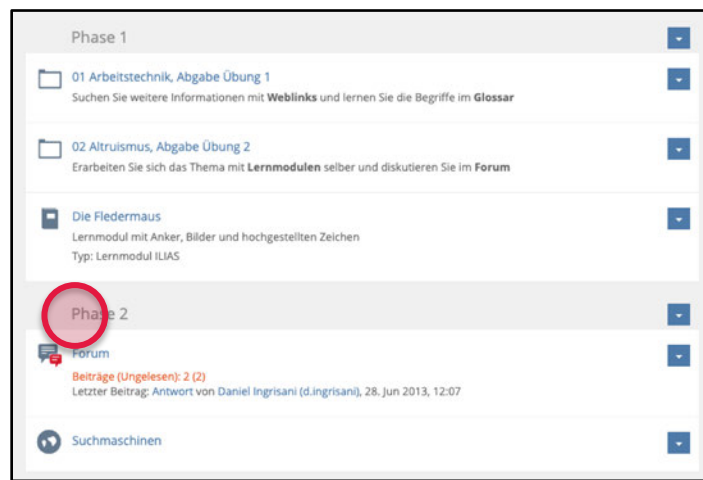 Phase 1
01 Arbeitstechnik, Abgabe Übung 1
Suchen Sie weitere Informationen mit Weblinks und lernen Sie die Begriffe im Glossar
02 Altruismus, Abgabe Übung 2
Erarbeiten Sie sich das Thema mit Lernmodulen selber und diskutieren Sie im Forum
Die Fledermaus
Lernmodul mit Anker, Bilder und hochgestellten Zeichen
Typ: Lernmodul ILIAS
Phase 2
Forum
Beiträge (Ungelesen): 2 (2)
Letzter Beitrag: Antwort von Daniel Ingrisani (d.ingrisani), 28. Jun 2013, 12:07
Suchmaschinen